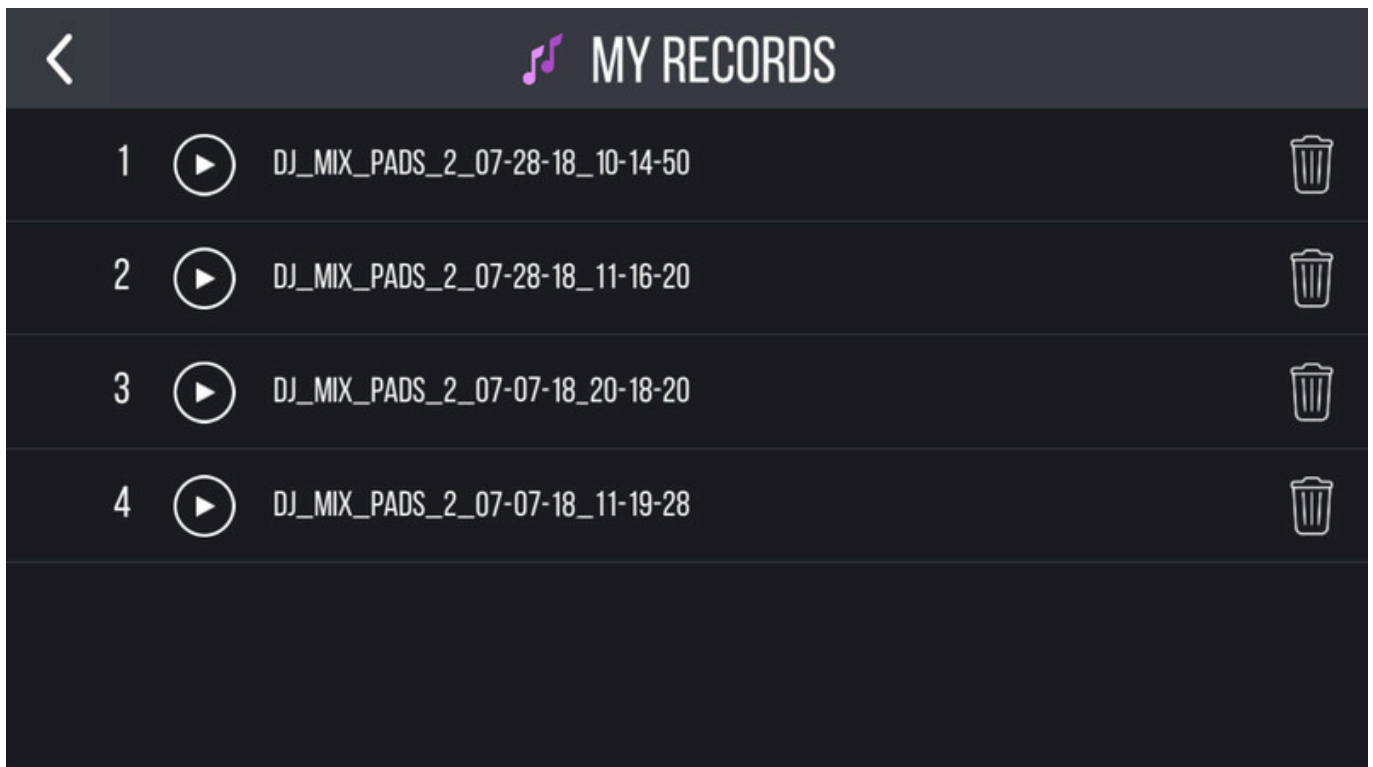 MY RECORDS
1 DJ_MIX_PADS_2_07-28-18_10-14-50
2 DJ_MIX_PADS_2_07-28-18_11-16-20
3 DJ_MIX_PADS_2_07-07-18_20-18-20
4 DJ_MIX_PADS_2_07-07-18_11-19-28